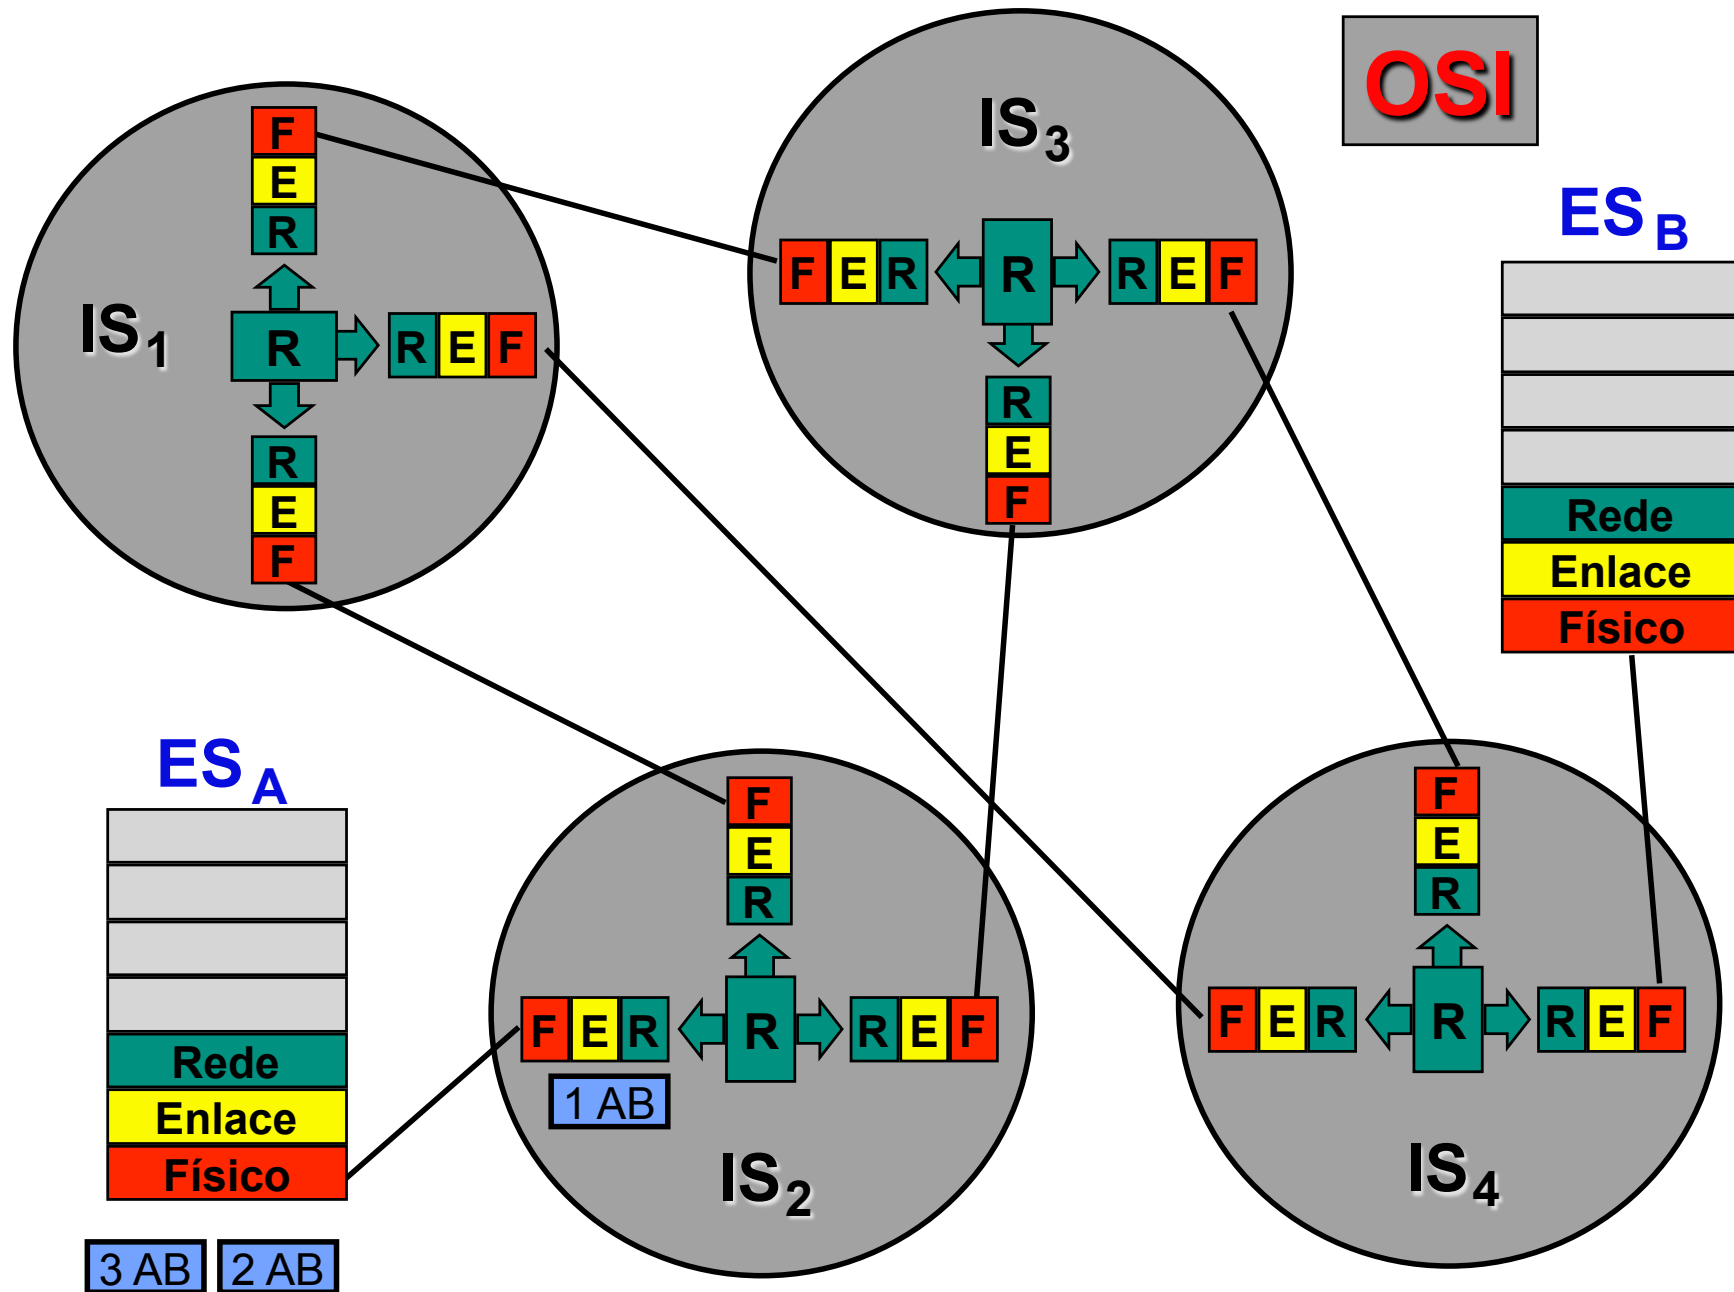 OSI
IS3
F
E
R
IS1
R
R E F
R
E
F
F E R
R
R E F
R
E
F
ES B
Rede
Enlace
Físico
ES A
Rede
Enlace
Físico
3 AB
2 AB
F
E
R
F E R
R
R E F
1 AB
IS2
F
E
R
F E R
R
R E F
IS4